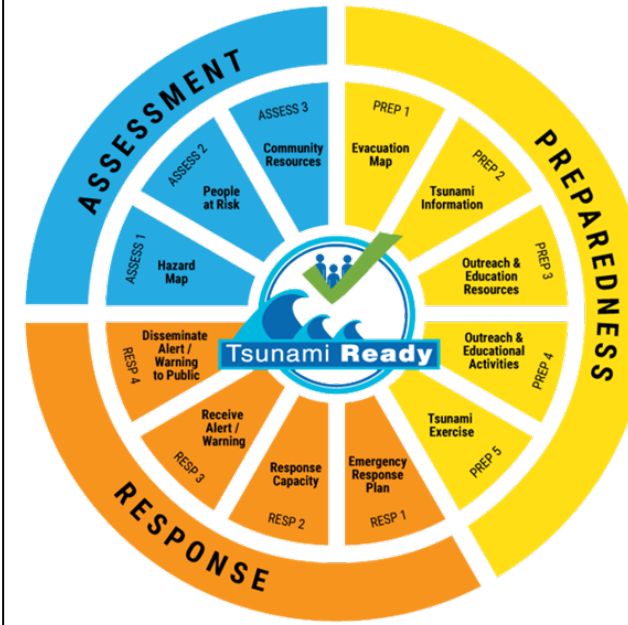 ASSESSMENT
ASSESS 1
Hazard
Map
ASSESS 2
People
at Risk
ASSESS 3
Community
Resources
PREPAREDNESS
PREP 1
Evacuation
Map
PREP 2
Tsunami
Information
PREP 3
Outreach &
Education
Resources
PREP 4
Outreach &
Educational
Activities
PREP 5
Tsunami
Exercise
RESPONSE
RESP 1
Emergency
Response
Plan
RESP 2
Response
Capacity
RESP 3
Receive
Alert /
Warning
RESP 4
Disseminate
Alert /
Warning
to Public
Tsunami Ready